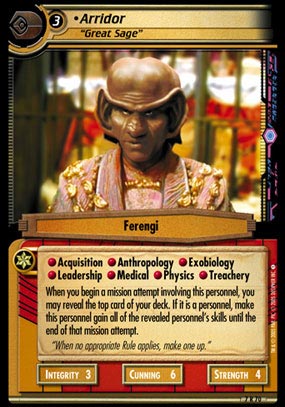 3
•Arridor
"Great Sage"
Ferengi
Acquisition Anthropology Exobiology
Leadership Medical Physics Treachery
When you begin a mission attempt involving this personnel, you
may reveal the top card of your deck. If it is a personnel, make
this personnel gain all of the revealed personnel's skills until the
end of that mission attempt.
"When no appropriate Rule applies, make one up."
Integrity 3 Cunning 6 Strength 4